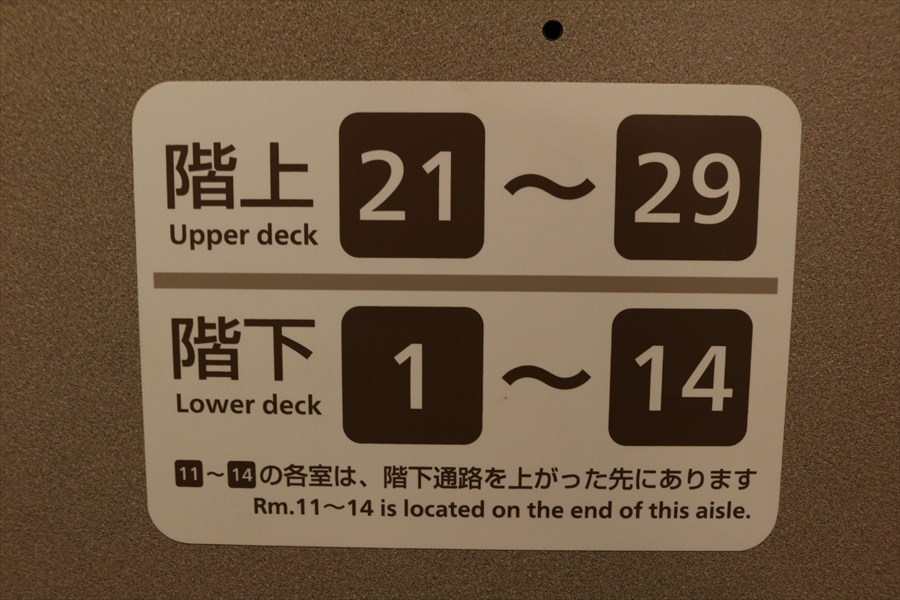 階上 21 〜 29
Upper deck
階下 1 〜 14
Lower deck
11〜14の各室は、階下通路を上がった先にあります
Rm.11〜14 is located on the end of this aisle.